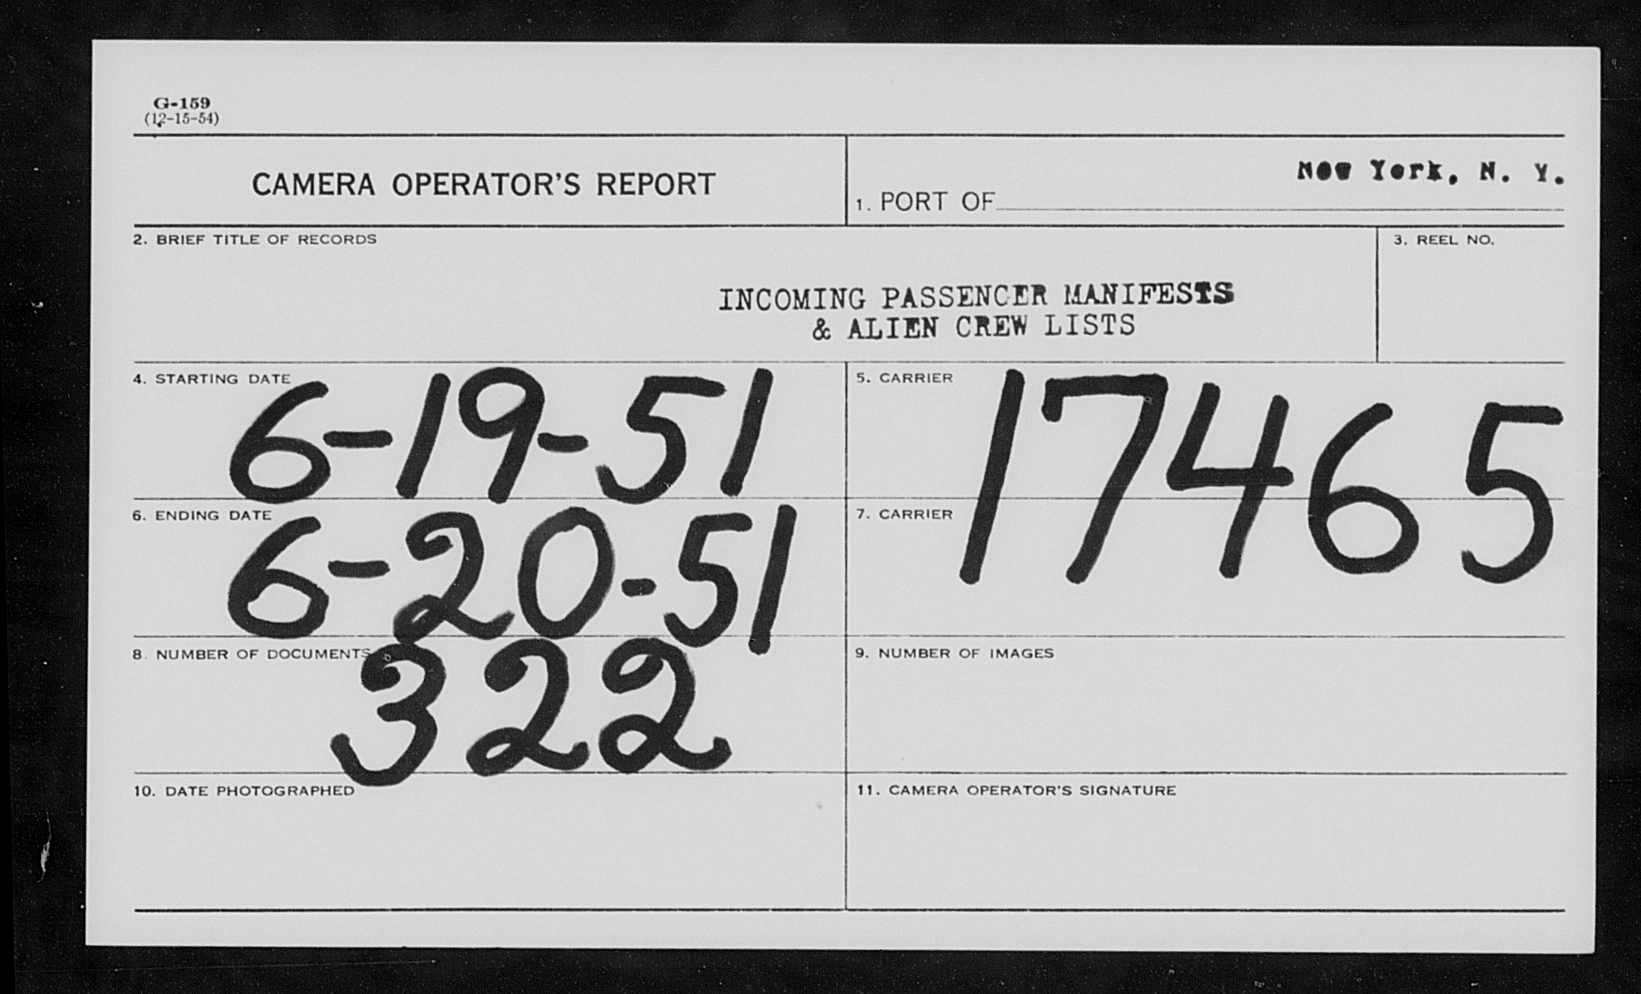 G-159
(12-15-54)
CAMERA OPERATOR'S REPORT
1. PORT OF New York, N. Y.
2. BRIEF TITLE OF RECORDS
3. REEL NO.
INCOMING PASSENGER MANIFESTS
& ALIEN CREW LISTS
4. STARTING DATE
6-19-51
5. CARRIER
17465
6. ENDING DATE
6-20-51
7. CARRIER
8. NUMBER OF DOCUMENTS
322
9. NUMBER OF IMAGES
10. DATE PHOTOGRAPHED
11. CAMERA OPERATOR'S SIGNATURE